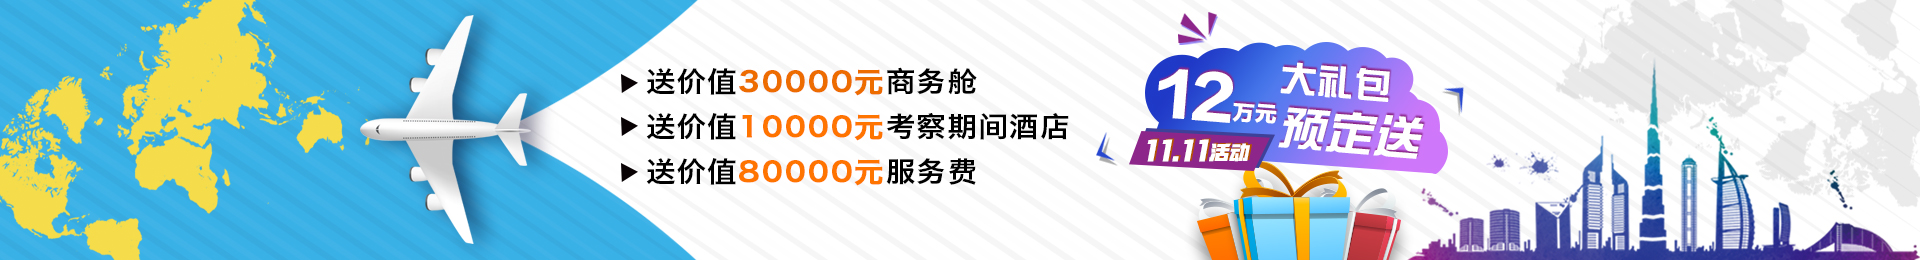 ▶送价值30000元商务舱
▶送价值10000元考察期间酒店
▶送价值80000元服务费
12万元
大礼包
预定送
11.11活动